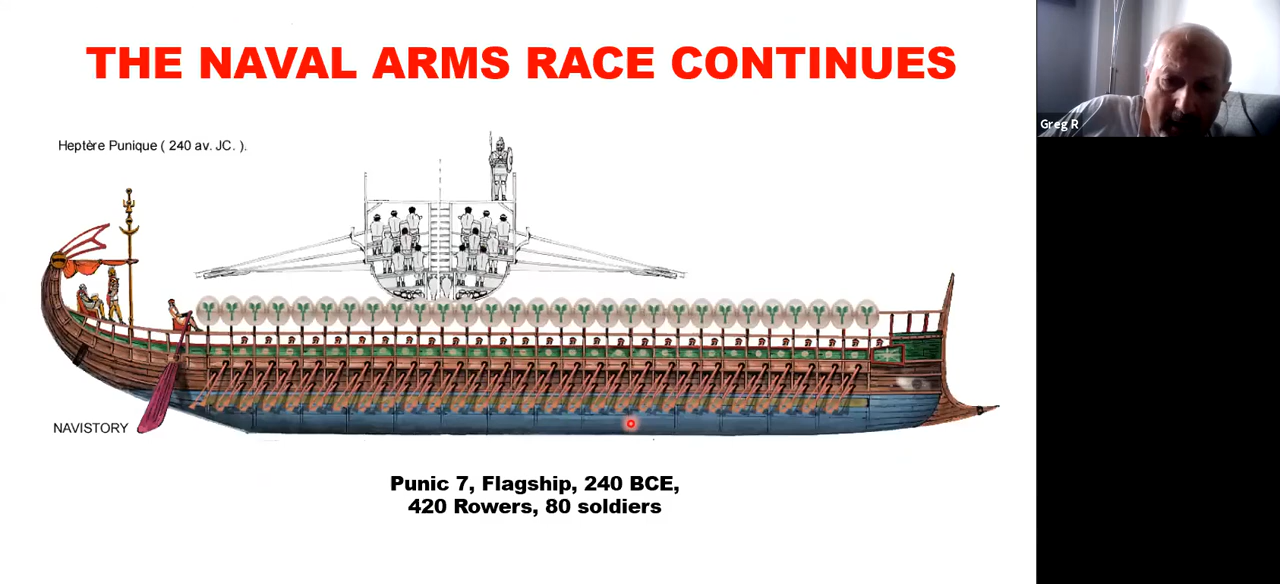 THE NAVAL ARMS RACE CONTINUES
Greg R
Heptère Punique ( 240 av. JC. ).
NAVISTORY
Punic 7, Flagship, 240 BCE,
420 Rowers, 80 soldiers